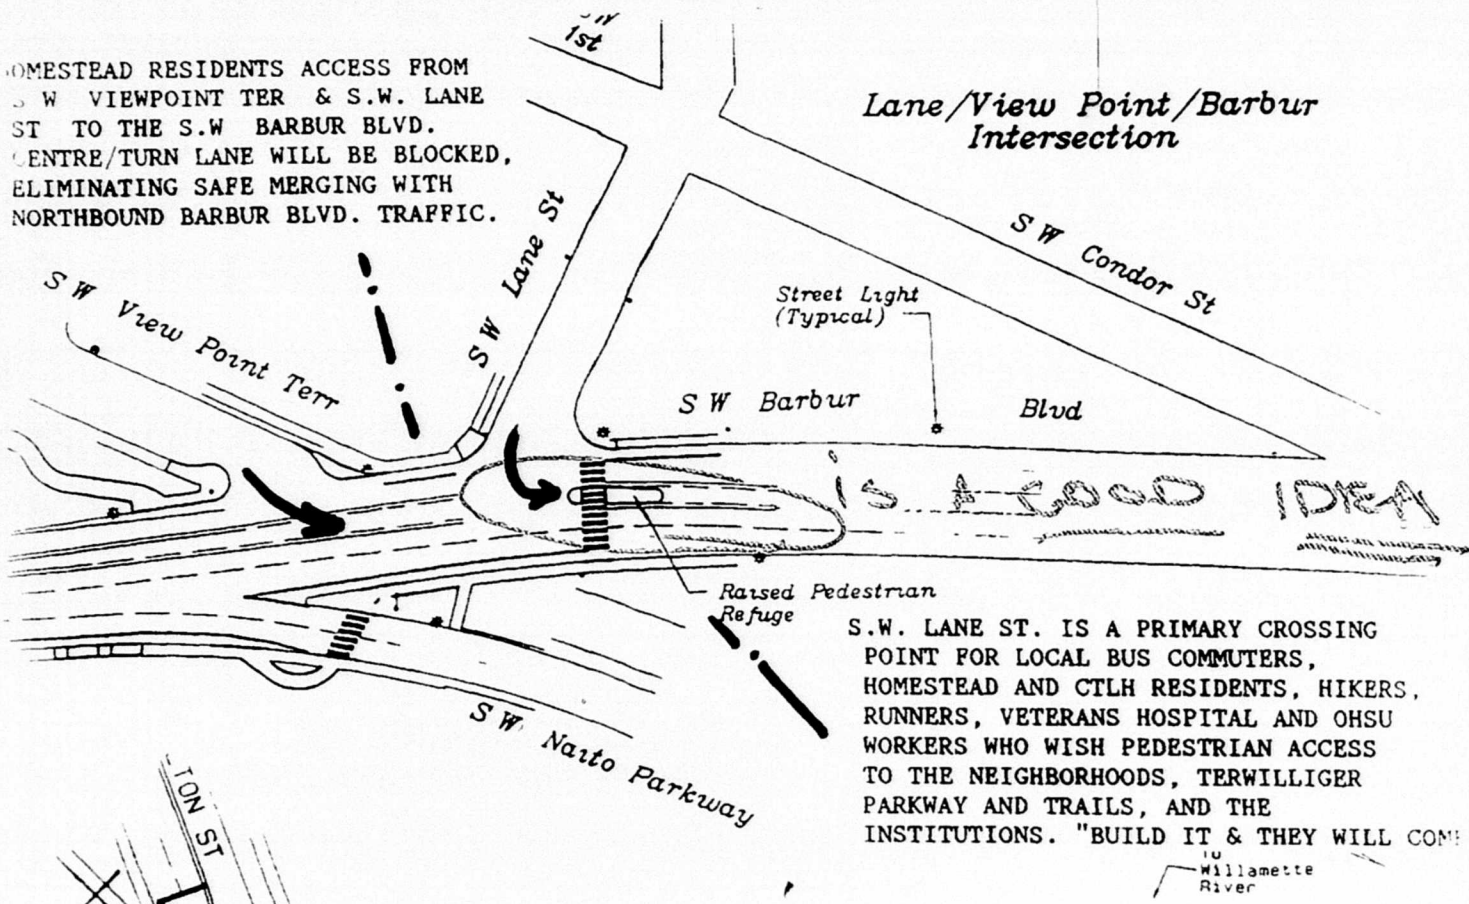 1st
OMESTEAD RESIDENTS ACCESS FROM
W VIEWPOINT TER & S.W. LANE
ST TO THE S.W BARBUR BLVD.
CENTRE/TURN LANE WILL BE BLOCKED,
ELIMINATING SAFE MERGING WITH
NORTHBOUND BARBUR BLVD. TRAFFIC.
Lane/View Point/Barbur
Intersection
SW Lane St
SW Condor St
SW View Point Terr
Street Light
(Typical)
SW Barbur Blvd
is A GOOD IDEA
Raised Pedestrian
Refuge
S.W. LANE ST. IS A PRIMARY CROSSING
POINT FOR LOCAL BUS COMMUTERS,
HOMESTEAD AND CTLH RESIDENTS, HIKERS,
RUNNERS, VETERANS HOSPITAL AND OHSU
WORKERS WHO WISH PEDESTRIAN ACCESS
TO THE NEIGHBORHOODS, TERWILLIGER
PARKWAY AND TRAILS, AND THE
INSTITUTIONS. "BUILD IT & THEY WILL COM
SW Naito Parkway
TON ST
To
Willamette
River